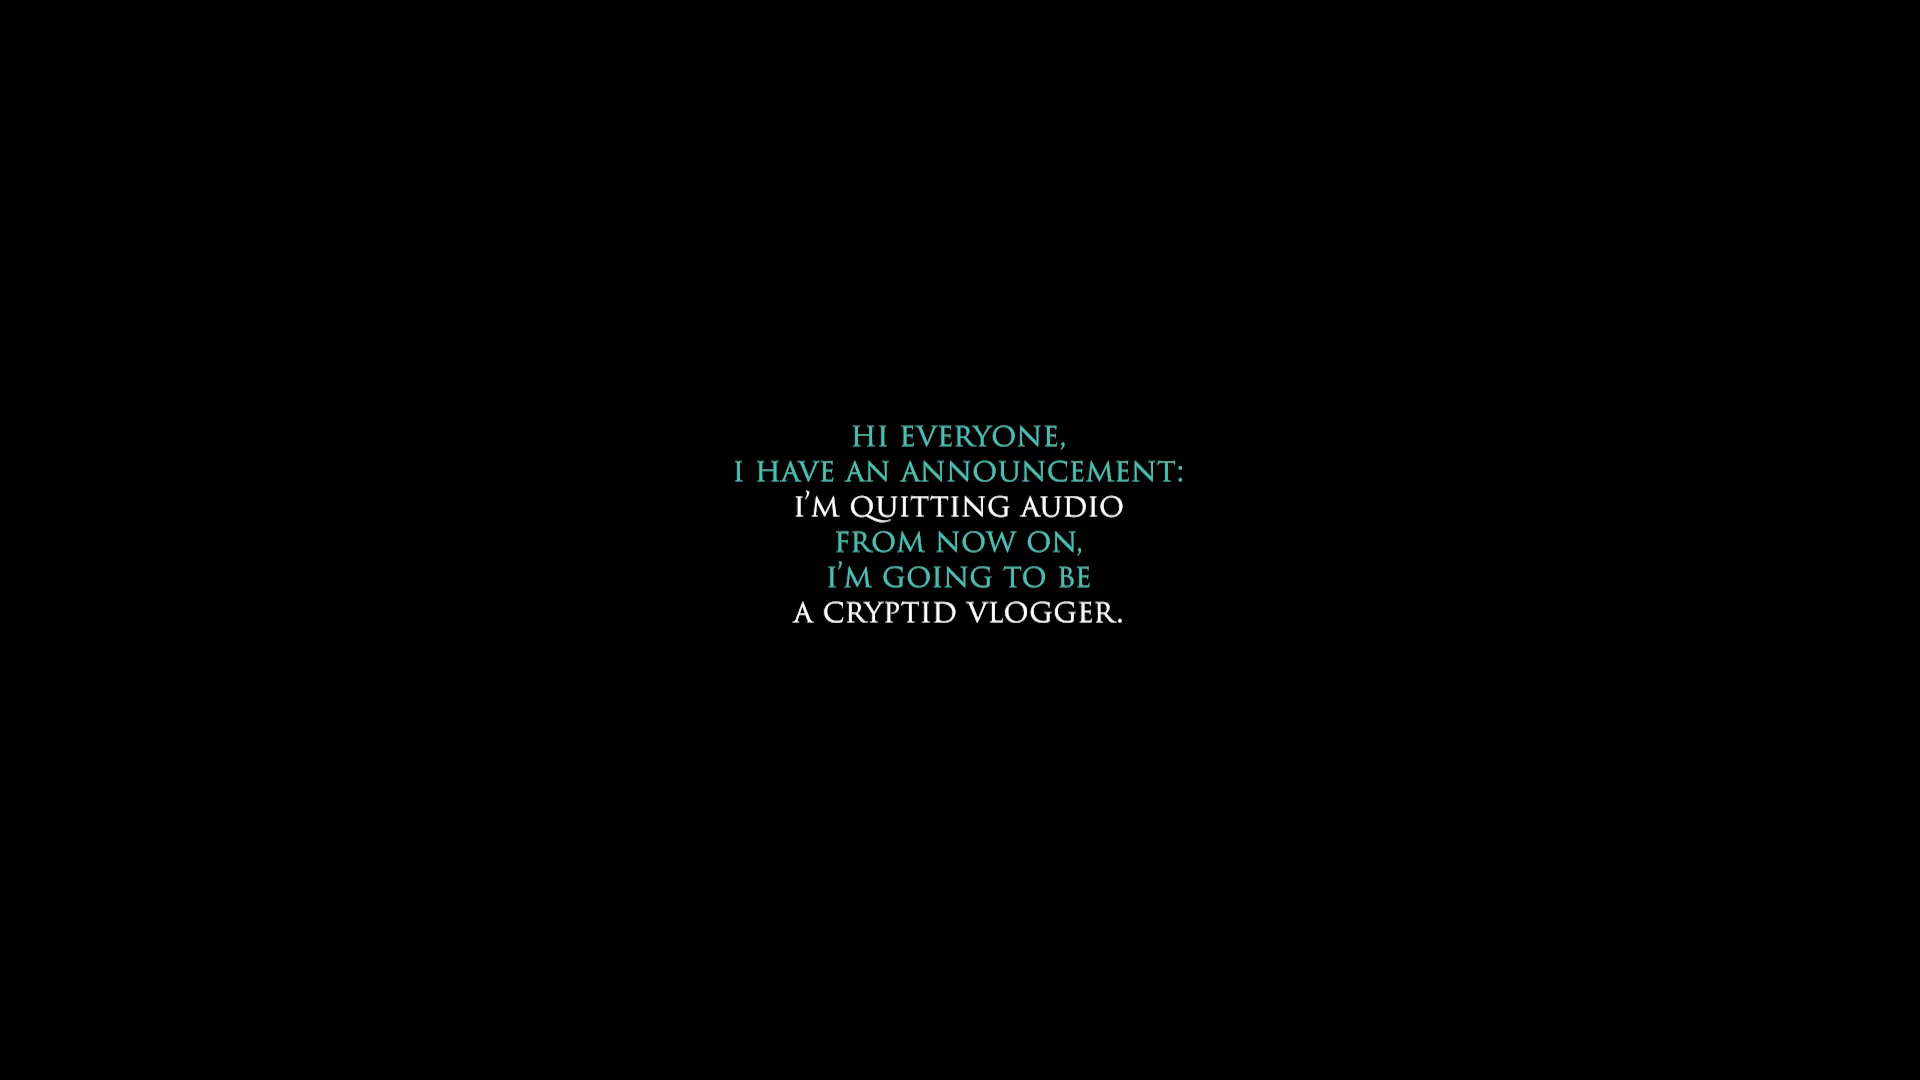 HI EVERYONE,
I HAVE AN ANNOUNCEMENT:
I'M QUITTING AUDIO
FROM NOW ON,
I'M GOING TO BE
A CRYPTID VLOGGER.